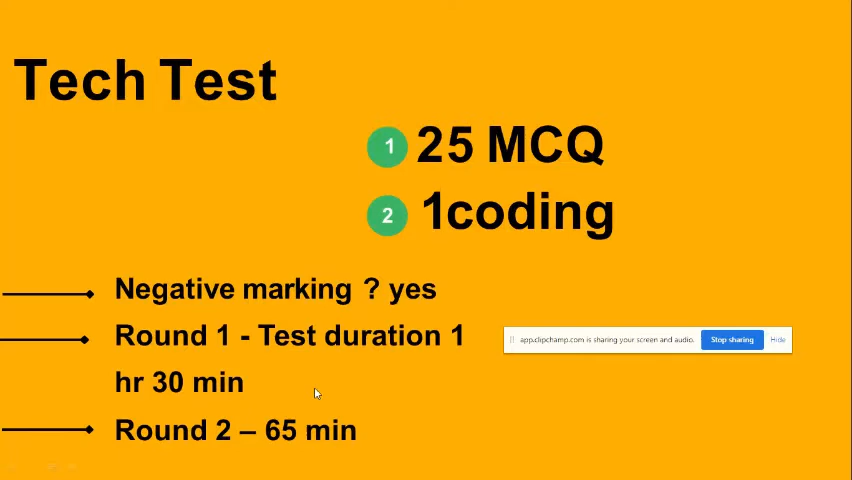 Tech Test
1 25 MCQ
2 1coding
Negative marking ? yes
Round 1 - Test duration 1
hr 30 min
Round 2 – 65 min
app.clipchamp.com is sharing your screen and audio. Stop sharing Hide